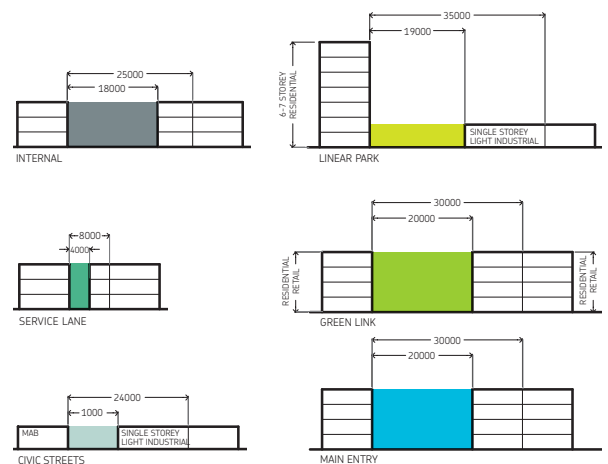 25000
18000
INTERNAL
35000
19000
6-7 STOREY
RESIDENTIAL
SINGLE STOREY
LIGHT INDUSTRIAL
LINEAR PARK
8000
4000
SERVICE LANE
30000
20000
RESIDENTIAL
RETAIL
RESIDENTIAL
RETAIL
GREEN LINK
24000
1000
MAB
SINGLE STOREY
LIGHT INDUSTRIAL
CIVIC STREETS
30000
20000
MAIN ENTRY